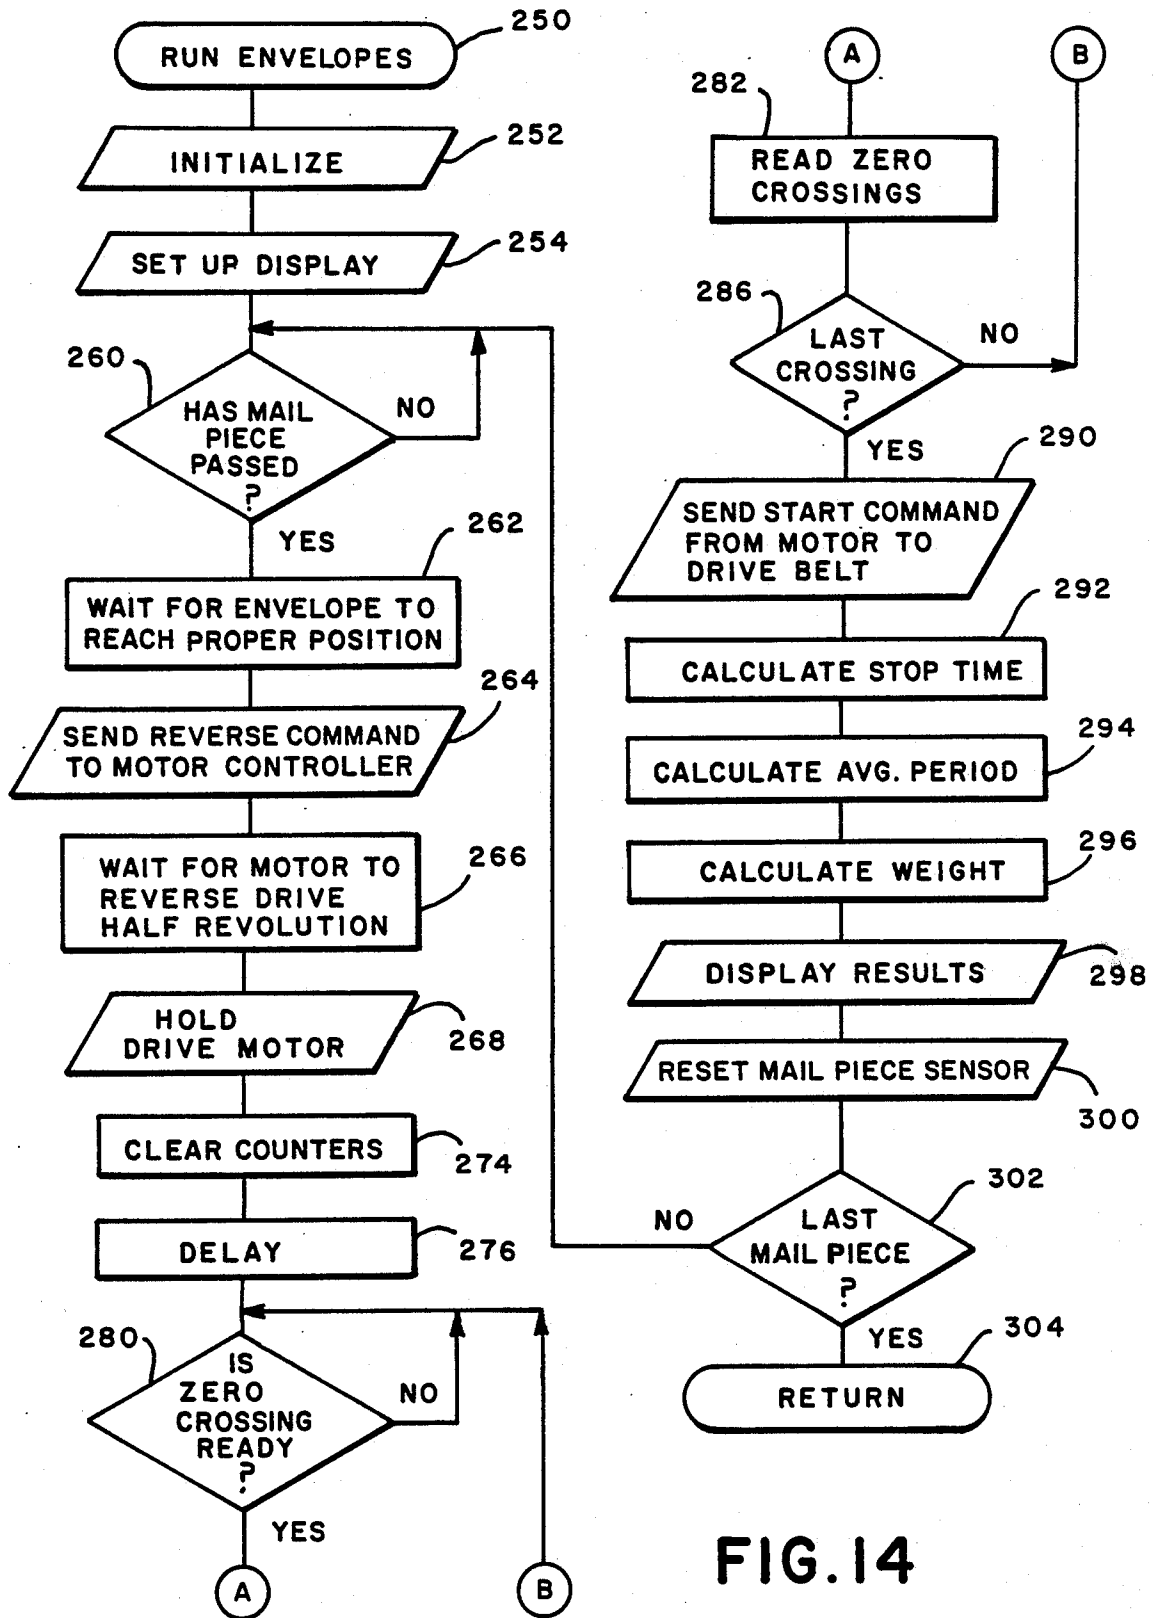 250
RUN ENVELOPES
252
INITIALIZE
254
SET UP DISPLAY
260
HAS MAIL
PIECE
PASSED
?
NO
YES
262
WAIT FOR ENVELOPE TO
REACH PROPER POSITION
264
SEND REVERSE COMMAND
TO MOTOR CONTROLLER
266
WAIT FOR MOTOR TO
REVERSE DRIVE
HALF REVOLUTION
268
HOLD
DRIVE MOTOR
CLEAR COUNTERS
274
DELAY
276
280
IS
ZERO
CROSSING
READY
?
NO
YES
A
B
A
B
282
READ ZERO
CROSSINGS
286
LAST
CROSSING
?
NO
YES
290
SEND START COMMAND
FROM MOTOR TO
DRIVE BELT
292
CALCULATE STOP TIME
294
CALCULATE AVG. PERIOD
296
CALCULATE WEIGHT
DISPLAY RESULTS
298
RESET MAIL PIECE SENSOR
300
302
LAST
MAIL PIECE
?
NO
YES
304
RETURN
FIG.14